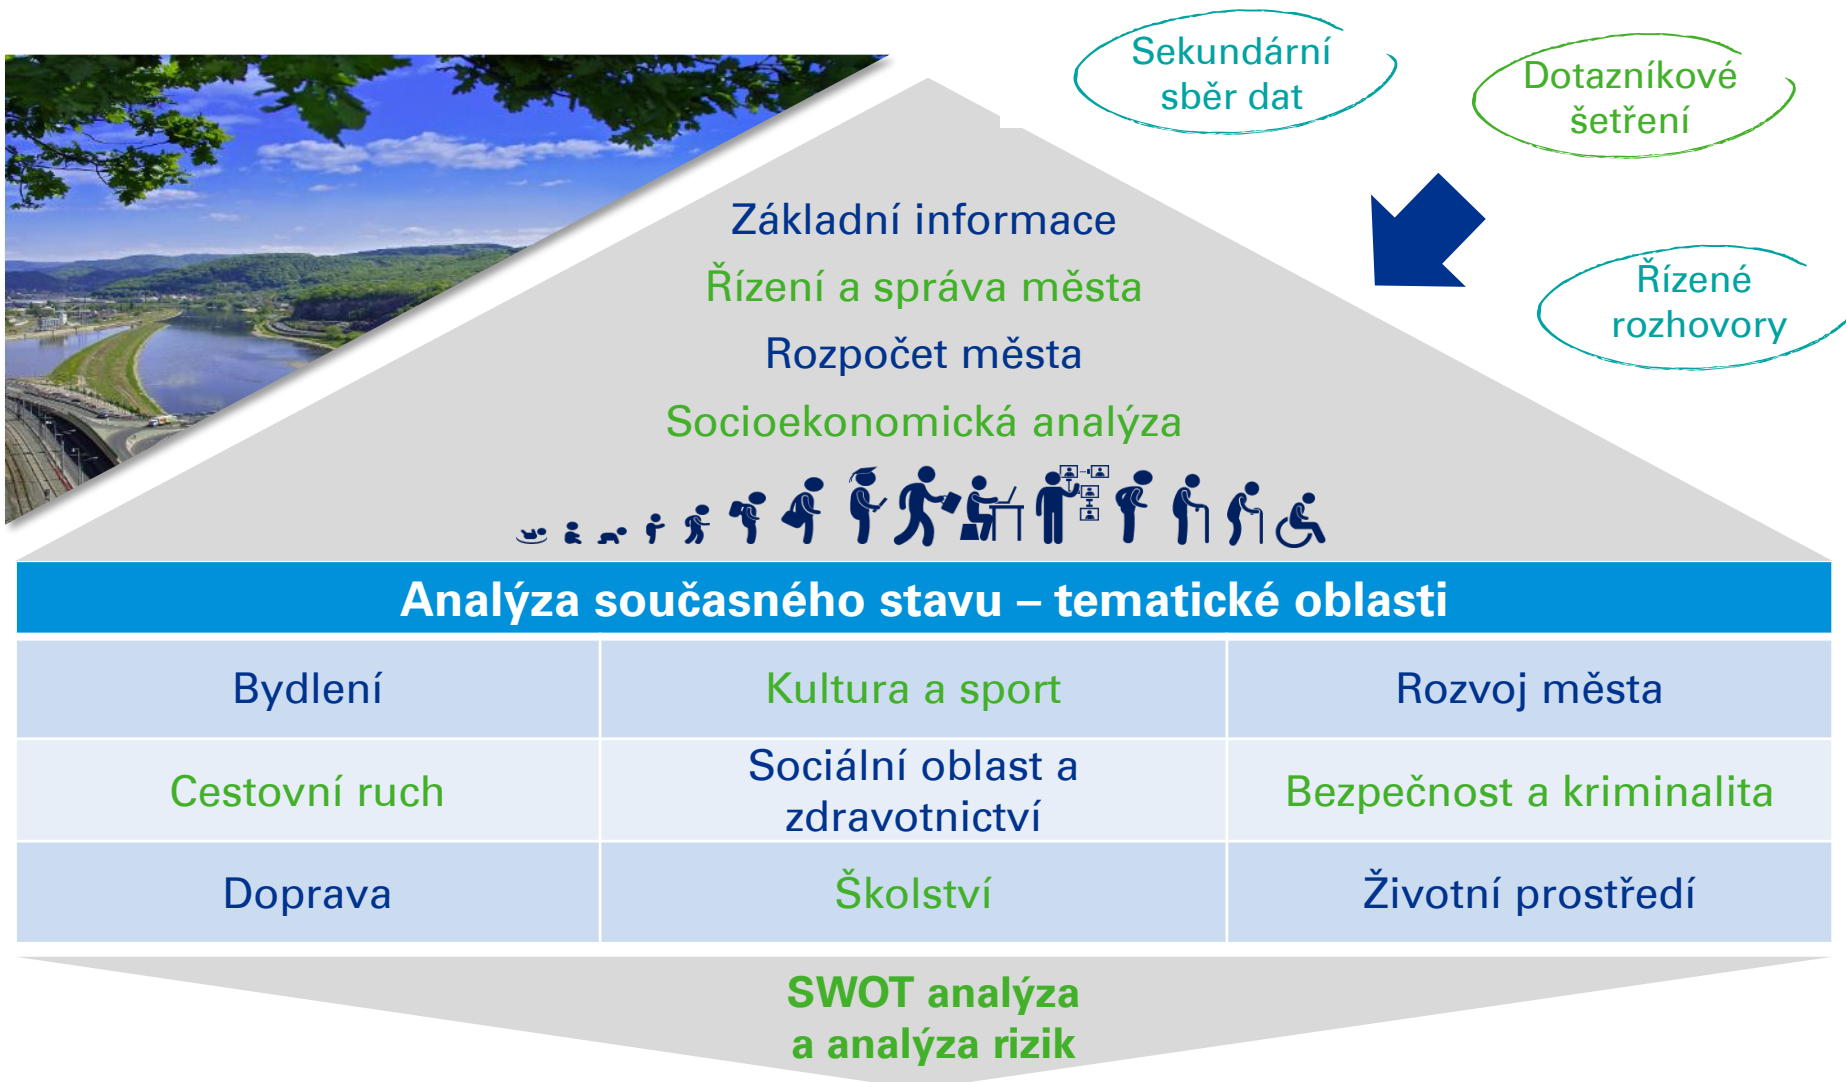 Sekundární
sběr dat
Dotazníkové
šetření
Řízené
rozhovory
Základní informace
Řízení a správa města
Rozpočet města
Socioekonomická analýza
Analýza současného stavu – tematické oblasti
Bydlení
Kultura a sport
Rozvoj města
Cestovní ruch
Sociální oblast a
zdravotnictví
Bezpečnost a kriminalita
Doprava
Školství
Životní prostředí
SWOT analýza
a analýza rizik